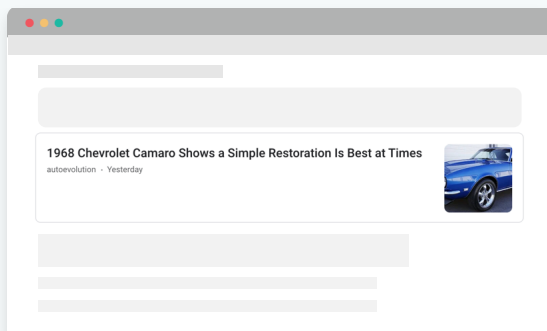 1968 Chevrolet Camaro Shows a Simple Restoration Is Best at Times
autoevolution - Yesterday